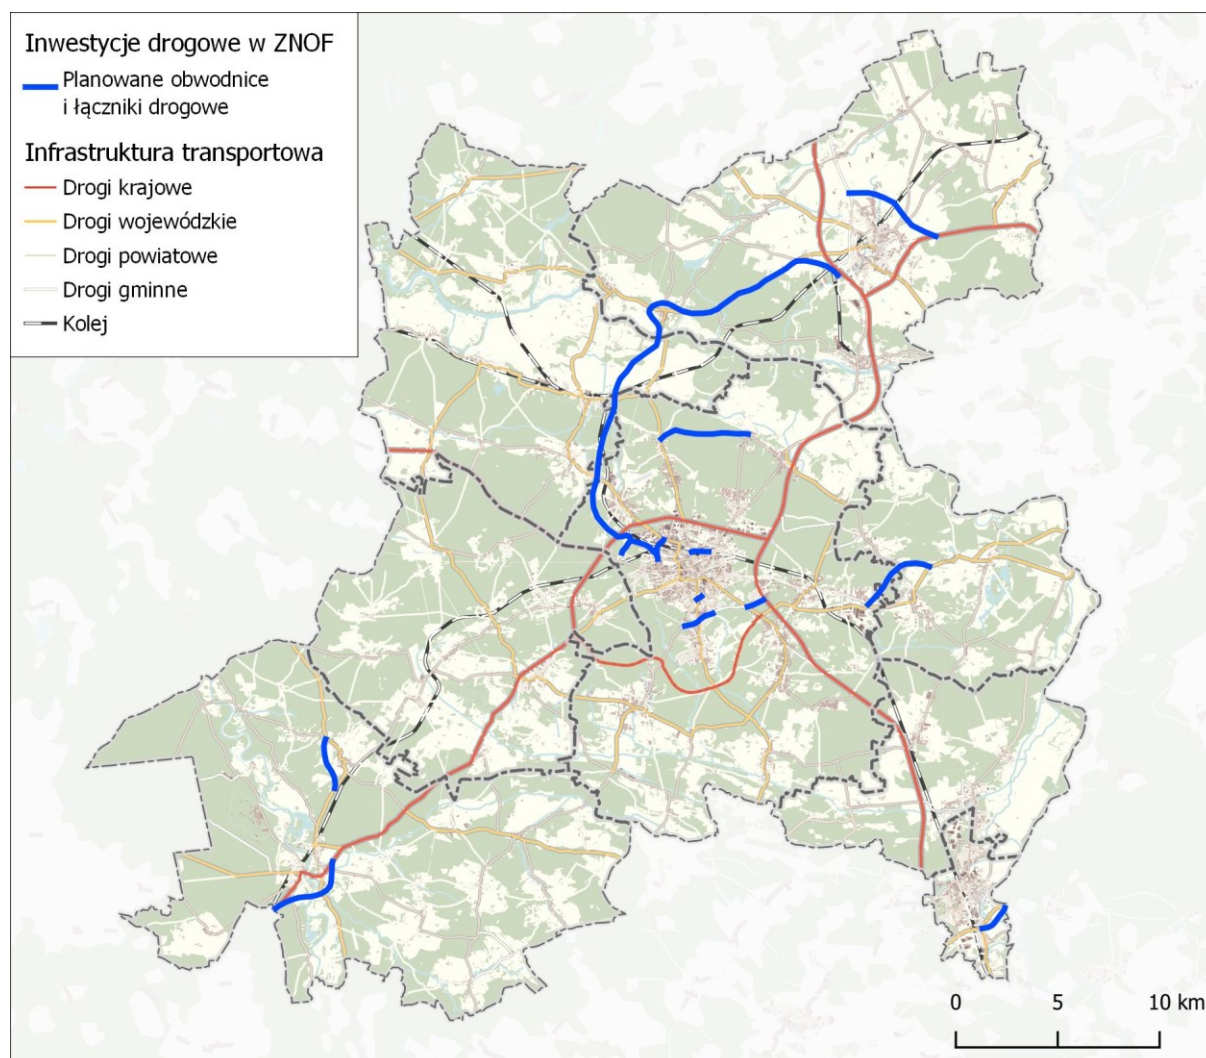 Inwestycje drogowe w ZNOF
Planowane obwodnice
i łączniki drogowe
Infrastruktura transportowa
Drogi krajowe
Drogi wojewódzkie
Drogi powiatowe
Drogi gminne
Kolej
0 5 10 km